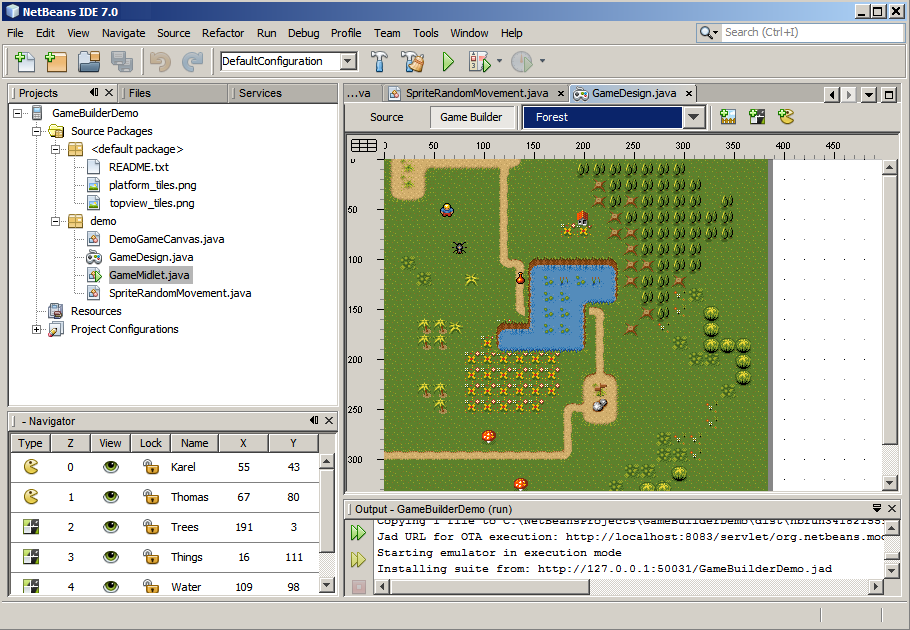 NetBeans IDE 7.0
File Edit View Navigate Source Refactor Run Debug Profile Team Tools Window Help
Search (Ctrl+I)
DefaultConfiguration
Projects Files Services
GameBuilderDemo
Source Packages
<default package>
README.txt
platform_tiles.png
topview_tiles.png
demo
DemoGameCanvas.java
GameDesign.java
GameMidlet.java
SpriteRandomMovement.java
Resources
Project Configurations
- Navigator
Type Z View Lock Name X Y
0 Karel 55 43
1 Thomas 67 80
2 Trees 191 3
3 Things 16 111
4 Water 109 98
...va SpriteRandomMovement.java GameDesign.java
Source Game Builder Forest
0 50 100 150 200 250 300 350 400 450
0
50
100
150
200
250
300
Output - GameBuilderDemo (run)
Copying 1 file to C:\NetBeansProjects\GameBuilderDemo\dist\nbrun
Jad URL for OTA execution: http://localhost:8083/servlet/org.netbeans.mod
Starting emulator in execution mode
Installing suite from: http://127.0.0.1:50031/GameBuilderDemo.jad